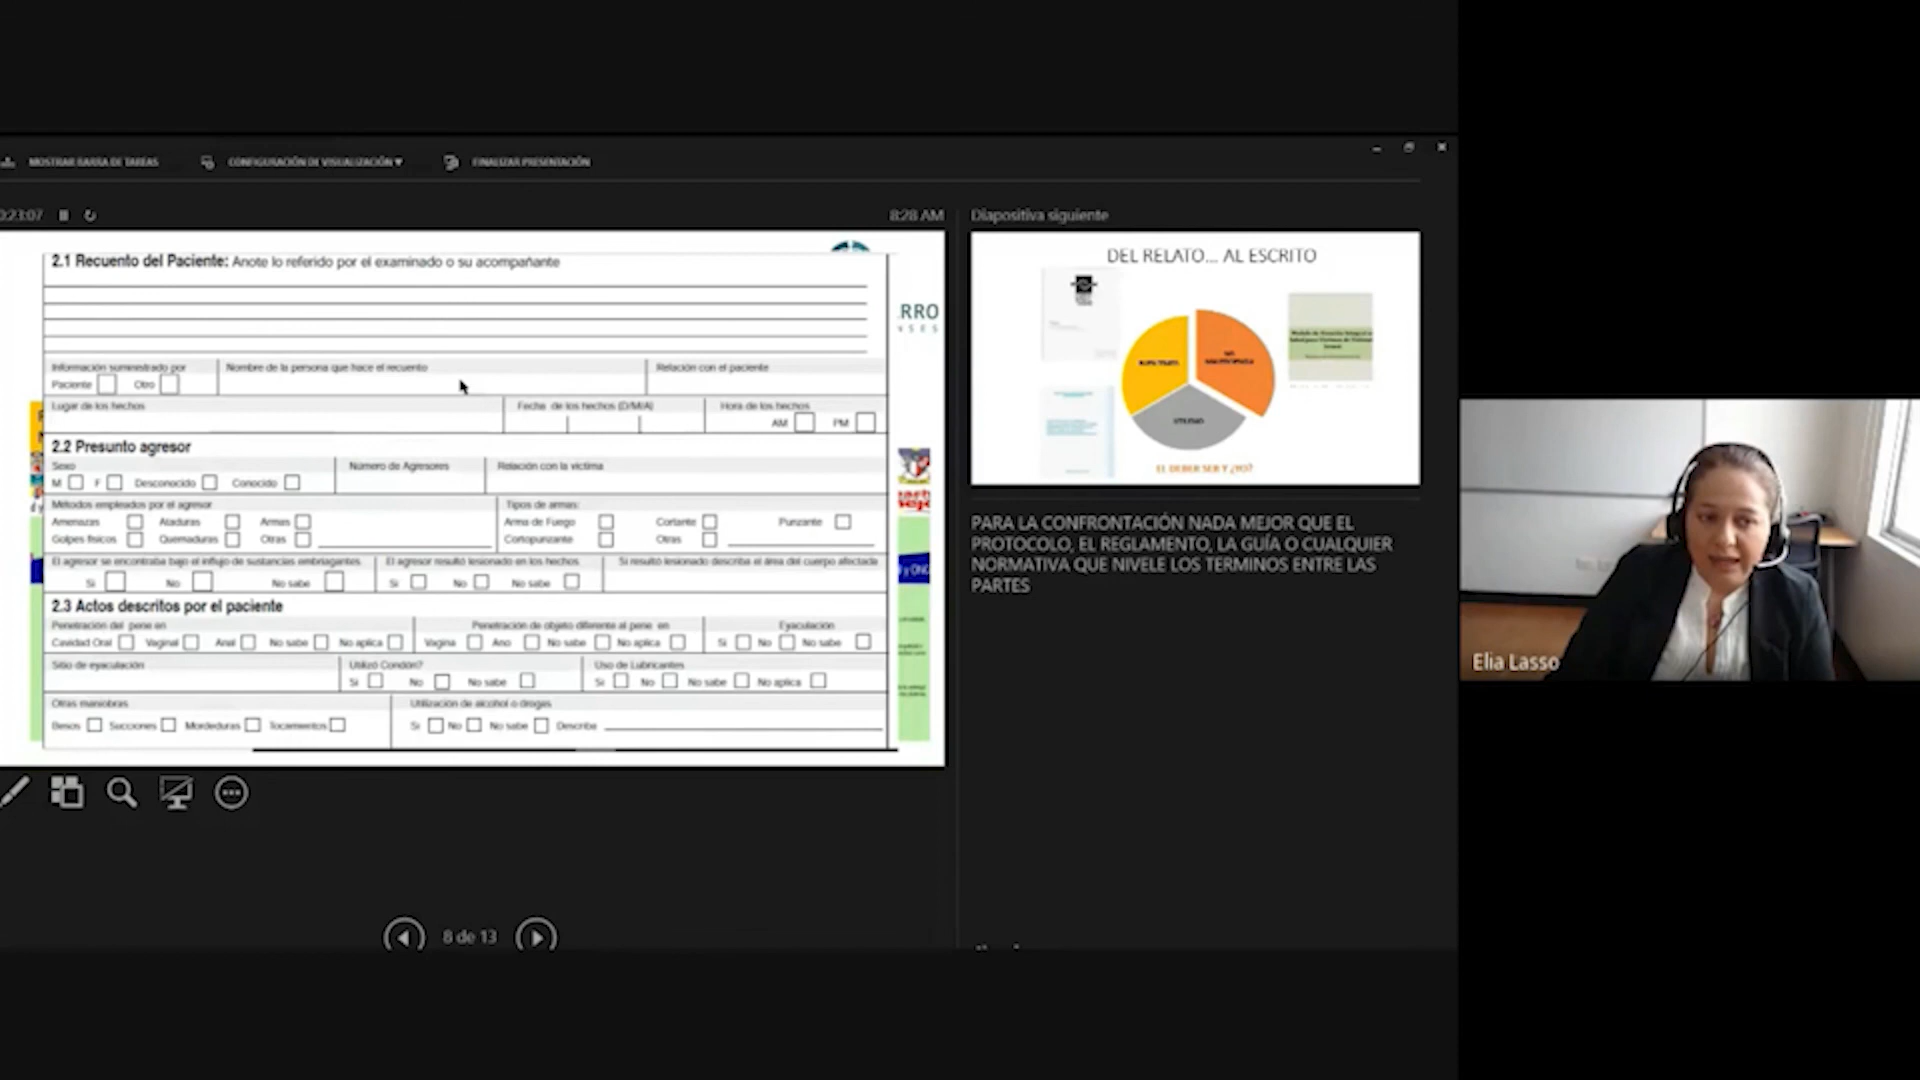 MOSTRAR BARRA DE TAREAS
CONFIGURACIÓN DE VISUALIZACIÓN ▼
FINALIZAR PRESENTACIÓN
0:23:07
8:28 AM
Diapositiva siguiente
2.1 Recuento del Paciente: Anote lo referido por el examinado o su acompañante
Información suministrado por
Nombre de la persona que hace el recuento
Relación con el paciente
Paciente
Otro
Lugar de los hechos
Fecha de los hechos (D/M/A)
Hora de los hechos
AM
PM
2.2 Presunto agresor
Sexo
Número de Agresores
Relación con la víctima
M F Desconocido Conocido
Métodos empleados por el agresor
Tipos de armas:
Amenazas Ataduras Armas
Arma de Fuego Cortante Punzante
Golpes físicos Quemaduras Otras
Cortopunzante Otras
El agresor se encontraba bajo el influjo de sustancias embriagantes
El agresor resultó lesionado en los hechos
Si resultó lesionado describa el área del cuerpo afectada
Si No No sabe
Si No No sabe
2.3 Actos descritos por el paciente
Penetración del pene en
Penetración de objeto diferente al pene en
Eyaculación
Cavidad Oral Vaginal Anal No sabe No aplica
Vagina Ano No sabe No aplica
Si No No sabe
Sitio de eyaculación
Utilizó Condón?
Uso de Lubricantes
Si No No sabe
Si No No sabe No aplica
Otras maniobras
Utilización de alcohol o drogas
Besos Succiones Mordeduras Tocamientos
Si No No sabe Describa
RRO
NSES
y ONG
8 de 13
DEL RELATO... AL ESCRITO
EL DEBER SER Y ¿YO?
PARA LA CONFRONTACIÓN NADA MEJOR QUE EL
PROTOCOLO, EL REGLAMENTO, LA GUÍA O CUALQUIER
NORMATIVA QUE NIVELE LOS TERMINOS ENTRE LAS
PARTES
Elia Lasso